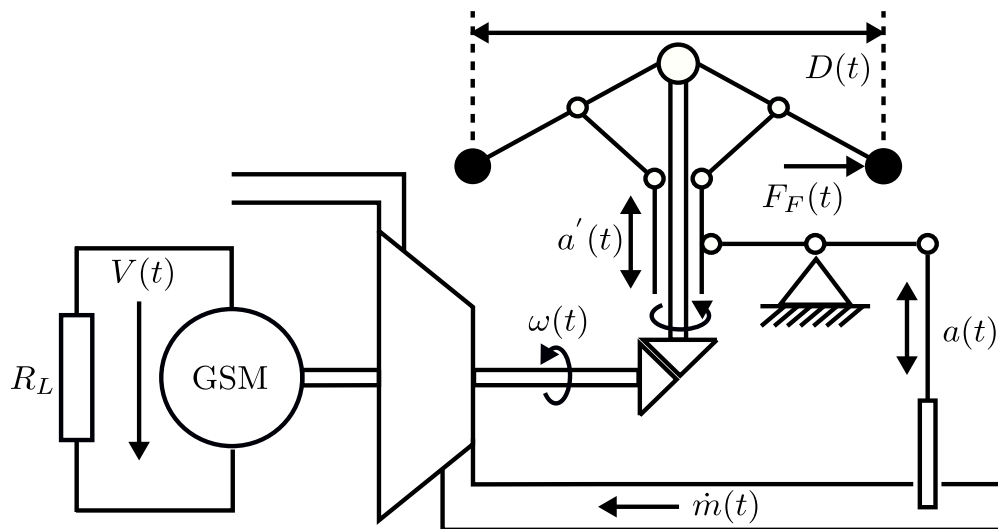 D(t)
F_F(t)
a'(t)
V(t)
ω(t)
a(t)
R_L
GSM
ṁ(t)